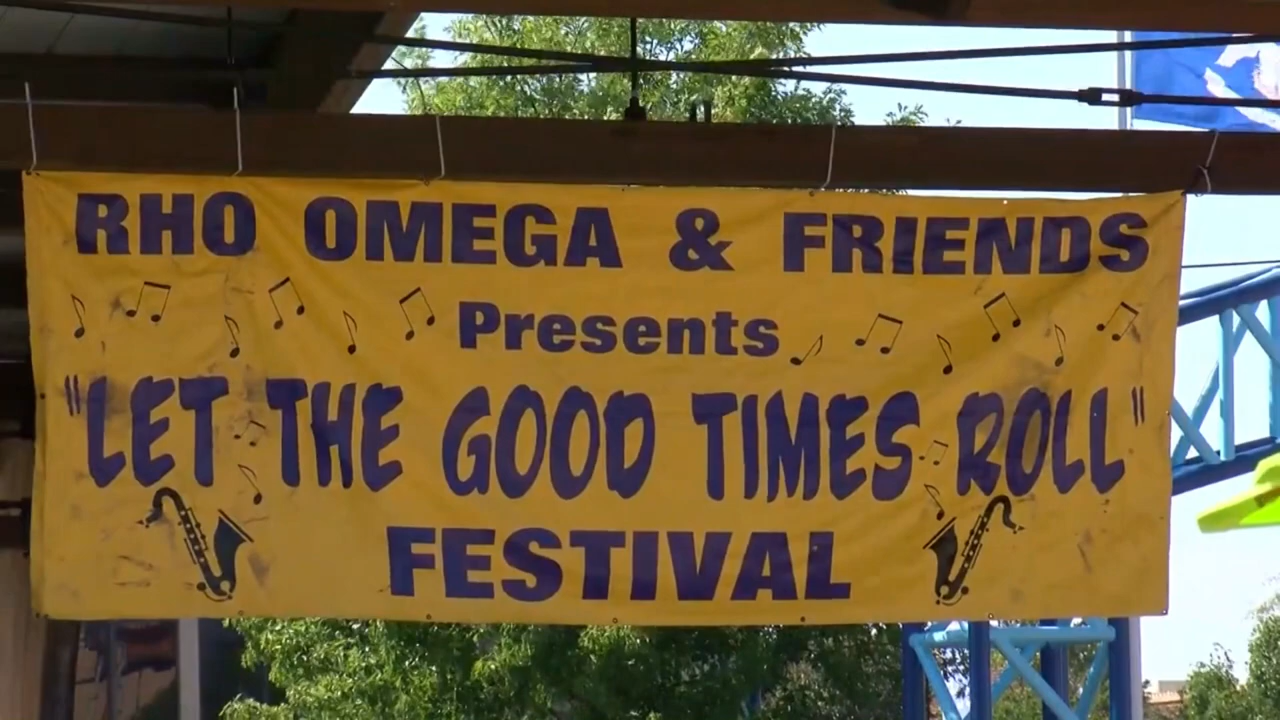 RHO OMEGA & FRIENDS
Presents
"LET THE GOOD TIMES ROLL"
FESTIVAL